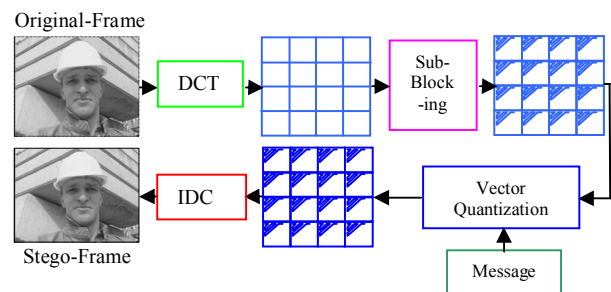 Original-Frame
DCT
Sub-
Block
-ing
IDC
Vector
Quantization
Stego-Frame
Message